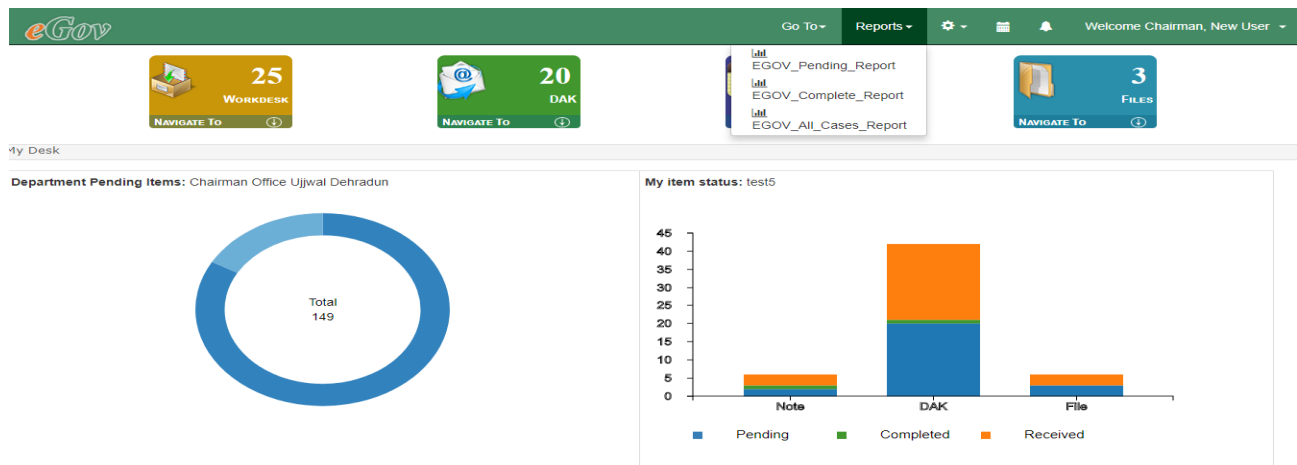 eGov
Go To
Reports
Welcome Chairman, New User
EGOV_Pending_Report
EGOV_Complete_Report
EGOV_All_Cases_Report
25
Workdesk
Navigate To
20
DAK
Navigate To
3
Files
Navigate To
My Desk
Department Pending Items: Chairman Office Ujjwal Dehradun
Total
149
My item status: test5
45
40
35
30
25
20
15
10
5
0
Note
DAK
File
Pending
Completed
Received